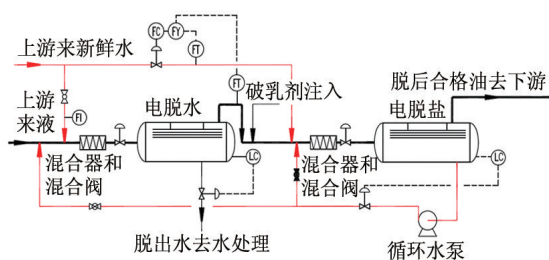 FC FY
FT
上游来新鲜水
FT
上游
来液
FI
电脱水
破乳剂注入
脱后合格油去下游
电脱盐
LC
LC
混合器和
混合阀
混合器和
混合阀
脱出水去水处理
循环水泵